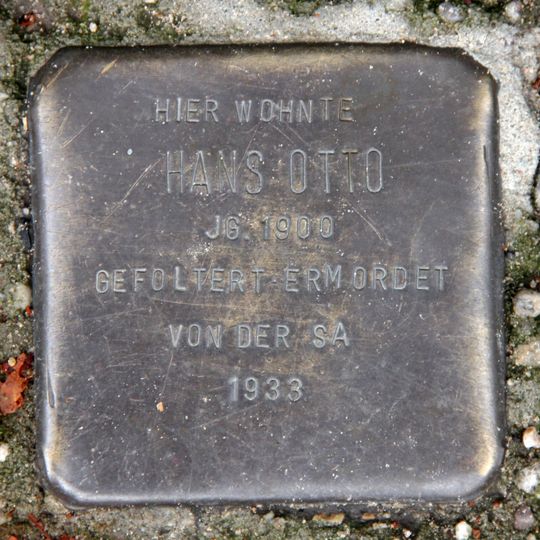 HIER WOHNTE
HANS OTTO
JG. 1900
GEFOLTERT-ERMORDET
VON DER SA
1933